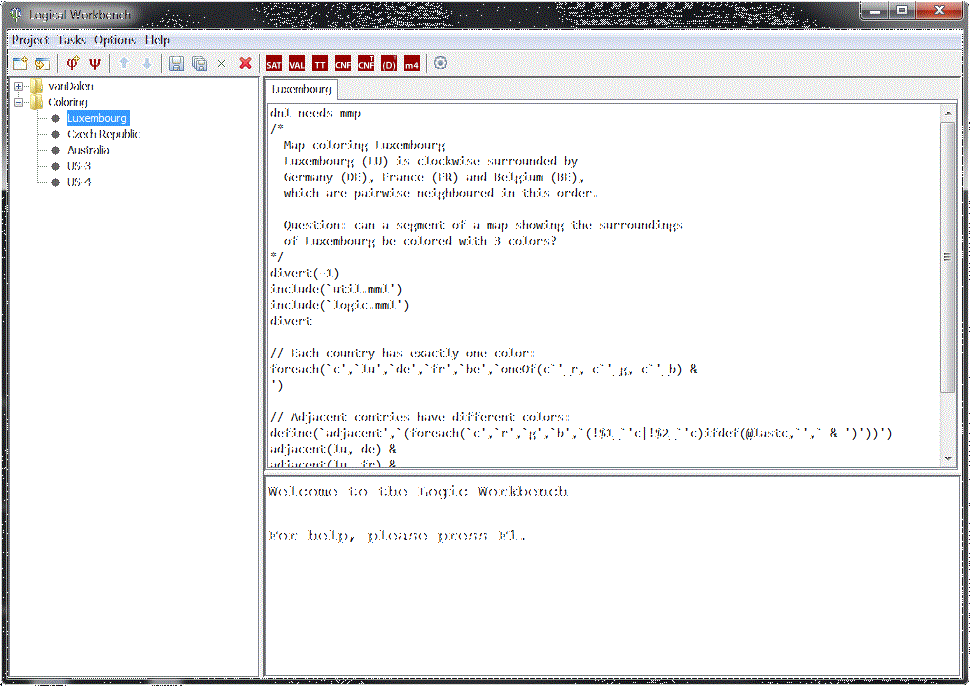 Logical Workbench
Project Tasks Options Help
φ Ψ SAT VAL TT CNF CNF (D) m4
vanDalen
Coloring
Luxembourg
Czech Republic
Australia
US-3
US-4
Luxembourg
dnl needs mmp
/*
Map coloring Luxembourg
Luxembourg (LU) is clockwise surrounded by
Germany (DE), France (FR) and Belgium (BE),
which are pairwise neighboured in this order.
Question: can a segment of a map showing the surroundings
of Luxembourg be colored with 3 colors?
*/
divert(-1)
include(`util.mml')
include(`logic.mml')
divert
// Each country has exactly one color:
foreach(`c',`lu',`de',`fr',`be',`oneOf(c`'_r, c`'_g, c`'_b) &
')
// Adjacent contries have different colors:
define(`adjacent',`(foreach(`c',`r',`g',`b',`(!$1_`'c|!$2_`'c)ifdef(@lastc,`',` & ')'))')
adjacent(lu, de) &
adjacent(lu, fr) &
Welcome to the Logic Workbench
For help, please press F1.